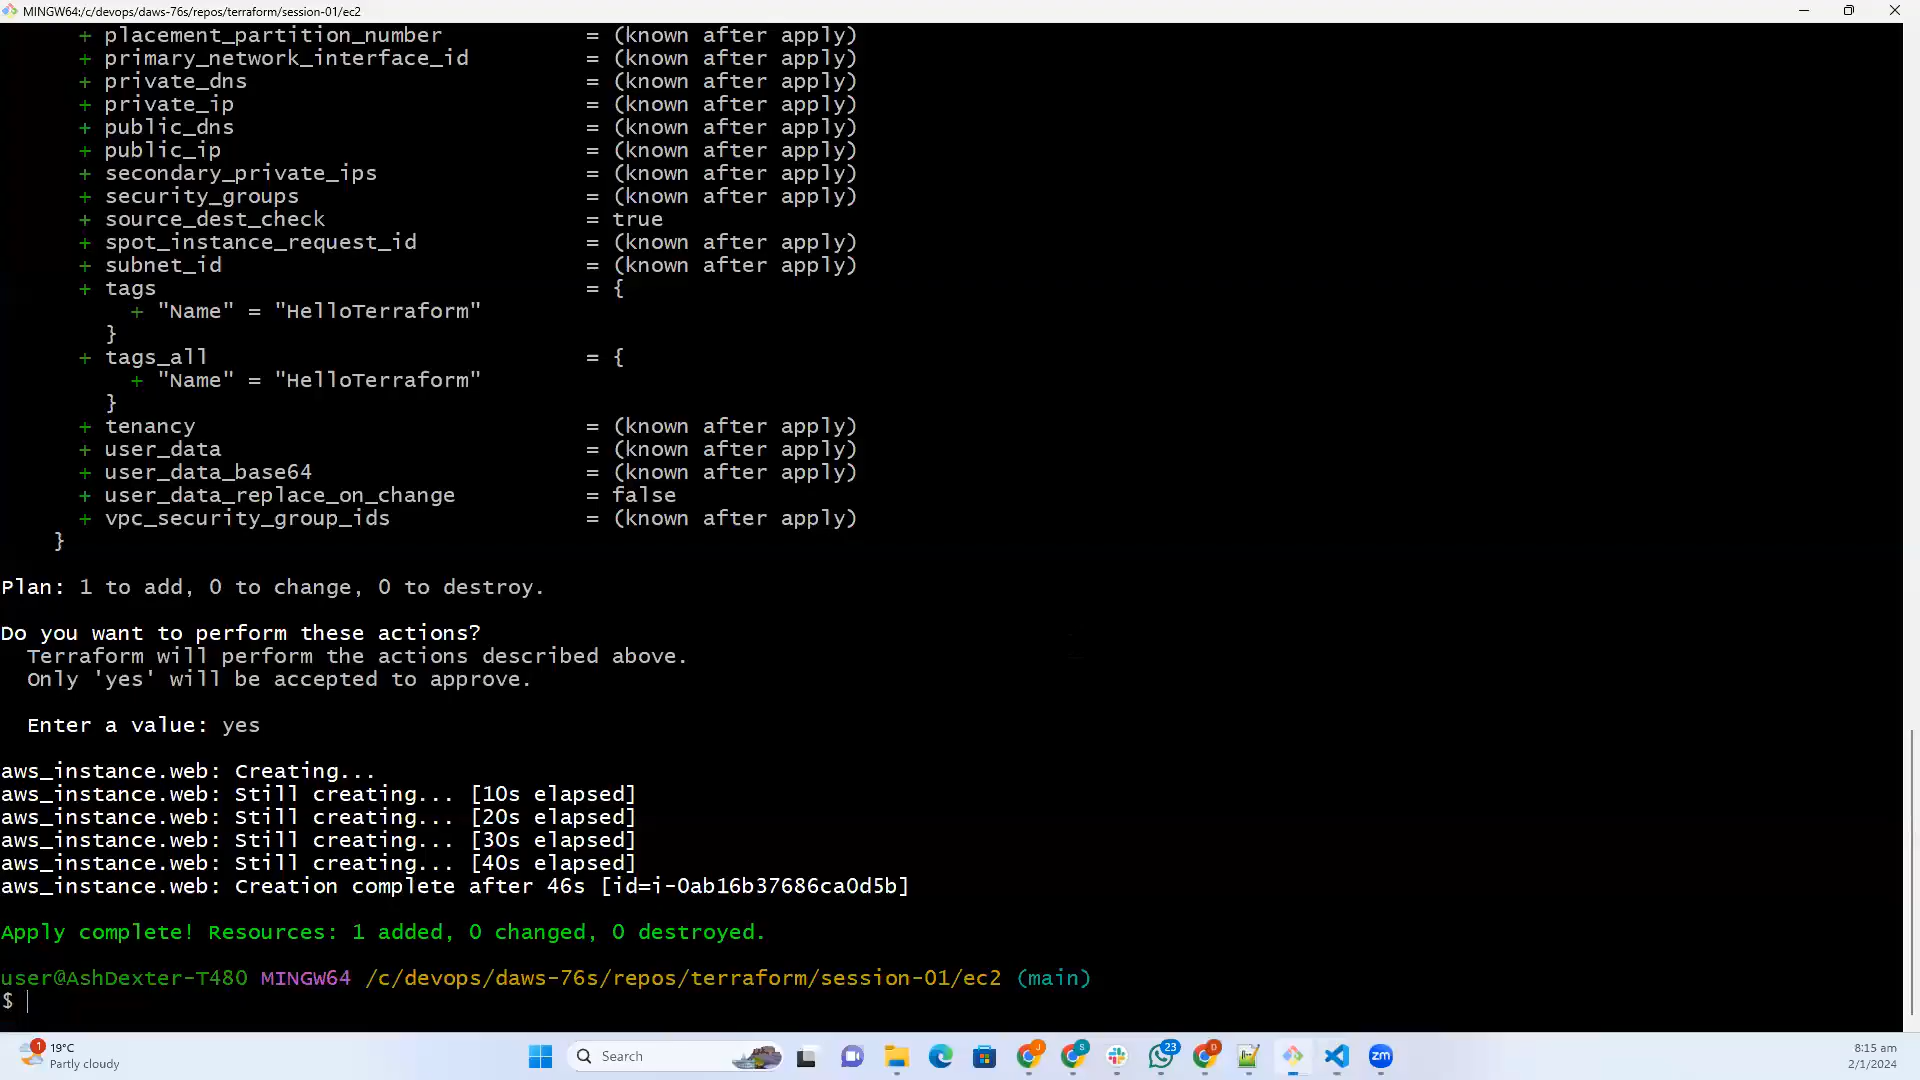 MINGW64:/c/devops/daws-76s/repos/terraform/session-01/ec2
+ placement_partition_number = (known after apply)
+ primary_network_interface_id = (known after apply)
+ private_dns = (known after apply)
+ private_ip = (known after apply)
+ public_dns = (known after apply)
+ public_ip = (known after apply)
+ secondary_private_ips = (known after apply)
+ security_groups = (known after apply)
+ source_dest_check = true
+ spot_instance_request_id = (known after apply)
+ subnet_id = (known after apply)
+ tags = {
+ "Name" = "HelloTerraform"
}
+ tags_all = {
+ "Name" = "HelloTerraform"
}
+ tenancy = (known after apply)
+ user_data = (known after apply)
+ user_data_base64 = (known after apply)
+ user_data_replace_on_change = false
+ vpc_security_group_ids = (known after apply)
}
Plan: 1 to add, 0 to change, 0 to destroy.
Do you want to perform these actions?
Terraform will perform the actions described above.
Only 'yes' will be accepted to approve.
Enter a value: yes
aws_instance.web: Creating...
aws_instance.web: Still creating... [10s elapsed]
aws_instance.web: Still creating... [20s elapsed]
aws_instance.web: Still creating... [30s elapsed]
aws_instance.web: Still creating... [40s elapsed]
aws_instance.web: Creation complete after 46s [id=i-0ab16b37686ca0d5b]
Apply complete! Resources: 1 added, 0 changed, 0 destroyed.
user@AshDexter-T480 MINGW64 /c/devops/daws-76s/repos/terraform/session-01/ec2 (main)
$
1
19°C
Partly cloudy
Search
J
S
23
D
zm
8:15 am
2/1/2024